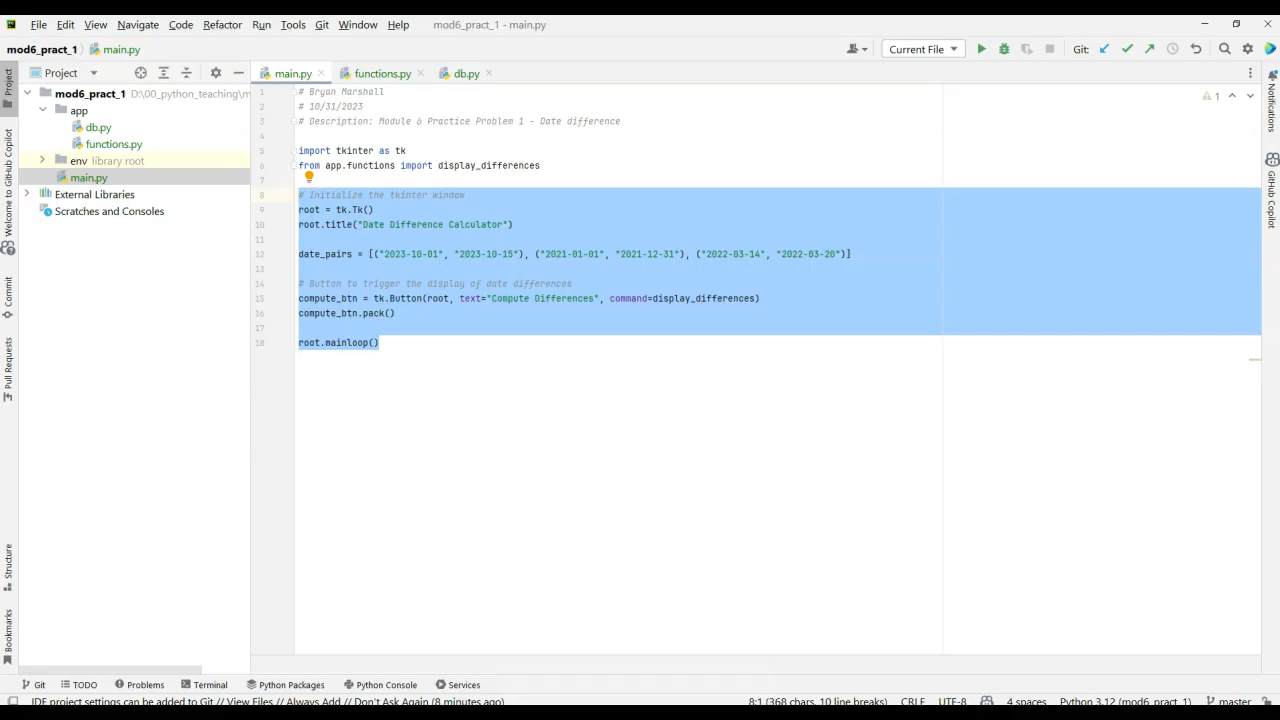 File Edit View Navigate Code Refactor Run Tools Git Window Help mod6_pract_1 - main.py
mod6_pract_1 main.py Current File Git:
Project main.py functions.py db.py
mod6_pract_1 D:\00_python_teaching\m
app
db.py
functions.py
env library root
main.py
External Libraries
Scratches and Consoles
1 # Bryan Marshall
2 # 10/31/2023
3 # Description: Module 6 Practice Problem 1 - Date difference
4
5 import tkinter as tk
6 from app.functions import display_differences
7
8 # Initialize the tkinter window
9 root = tk.Tk()
10 root.title("Date Difference Calculator")
11
12 date_pairs = [("2023-10-01", "2023-10-15"), ("2021-01-01", "2021-12-31"), ("2022-03-14", "2022-03-20")]
13
14 # Button to trigger the display of date differences
15 compute_btn = tk.Button(root, text="Compute Differences", command=display_differences)
16 compute_btn.pack()
17
18 root.mainloop()
1
Project
Welcome to GitHub Copilot
Commit
Pull Requests
Structure
Bookmarks
Notifications
GitHub Copilot
Git TODO Problems Terminal Python Packages Python Console Services
IDE project settings can be added to Git // View Files // Always Add // Don't Ask Again (8 minutes ago) 8:1 (368 chars, 10 line breaks) CRLF UTF-8 4 spaces Python 3.12 (mod6_pract_1) master